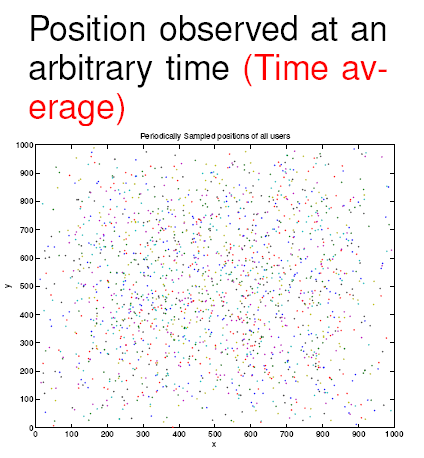 Position observed at an
arbitrary time (Time av-
erage)
Periodically Sampled positions of all users
1000
900
800
700
600
500
400
300
200
100
0
y
0 100 200 300 400 500 600 700 800 900 1000
x